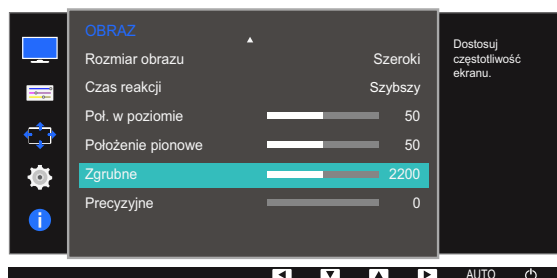 OBRAZ
Rozmiar obrazu Szeroki
Czas reakcji Szybszy
Poł. w poziomie 50
Położenie pionowe 50
Zgrubne 2200
Precyzyjne 0
Dostosuj
częstotliwość
ekranu.
AUTO